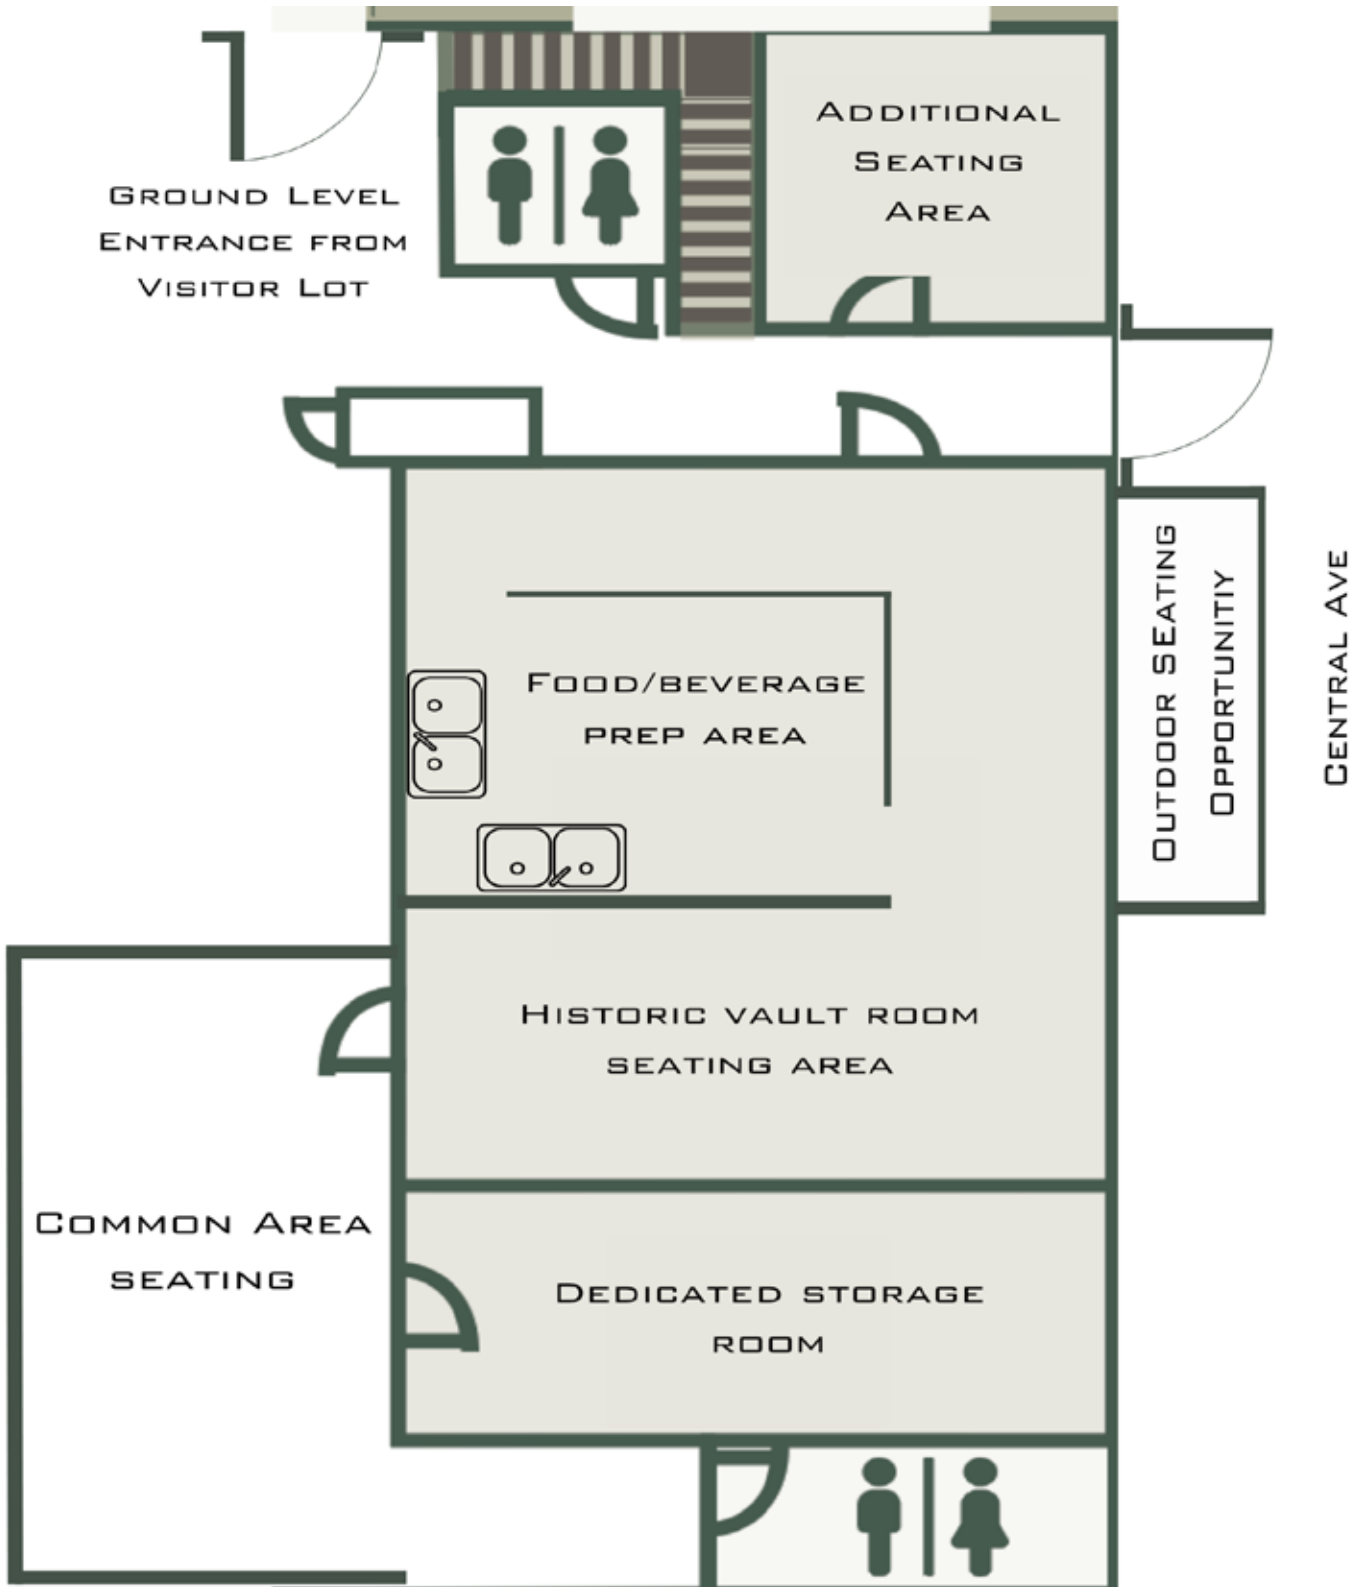 Additional
Seating
Area
Ground Level
Entrance from
Visitor Lot
Outdoor Seating
Opportunitiy
Central Ave
Food/beverage
prep area
Historic vault room
seating area
Common Area
seating
Dedicated storage
room